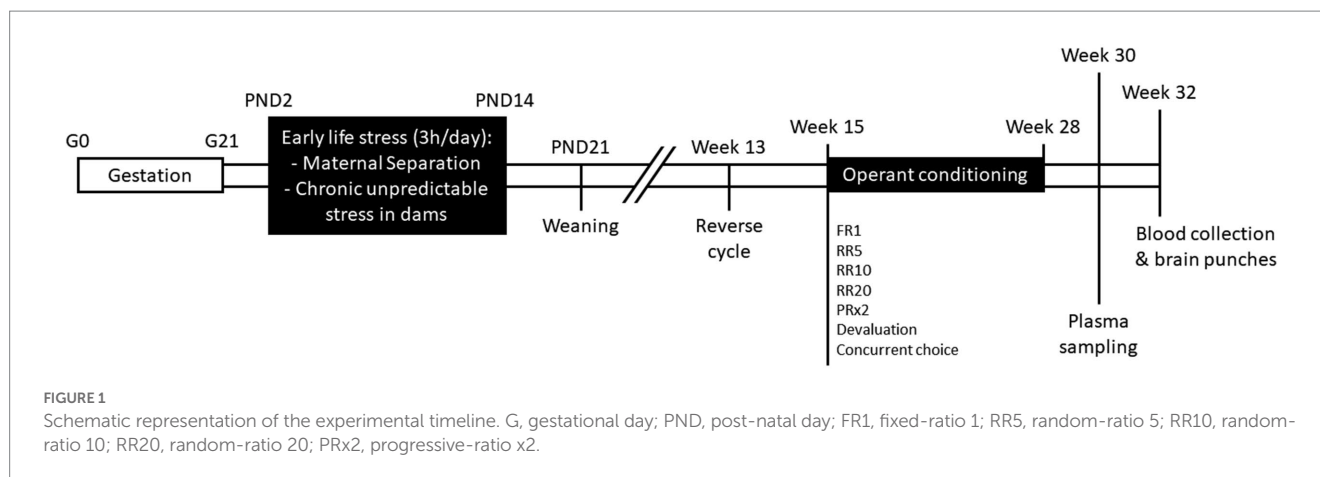 G0
G21
Gestation
PND2
PND14
Early life stress (3h/day):
- Maternal Separation
- Chronic unpredictable
stress in dams
PND21
Weaning
Week 13
Reverse
cycle
Week 15
Week 28
Operant conditioning
FR1
RR5
RR10
RR20
PRx2
Devaluation
Concurrent choice
Week 30
Plasma
sampling
Week 32
Blood collection
& brain punches
FIGURE 1
Schematic representation of the experimental timeline. G, gestational day; PND, post-natal day; FR1, fixed-ratio 1; RR5, random-ratio 5; RR10, random-
ratio 10; RR20, random-ratio 20; PRx2, progressive-ratio x2.